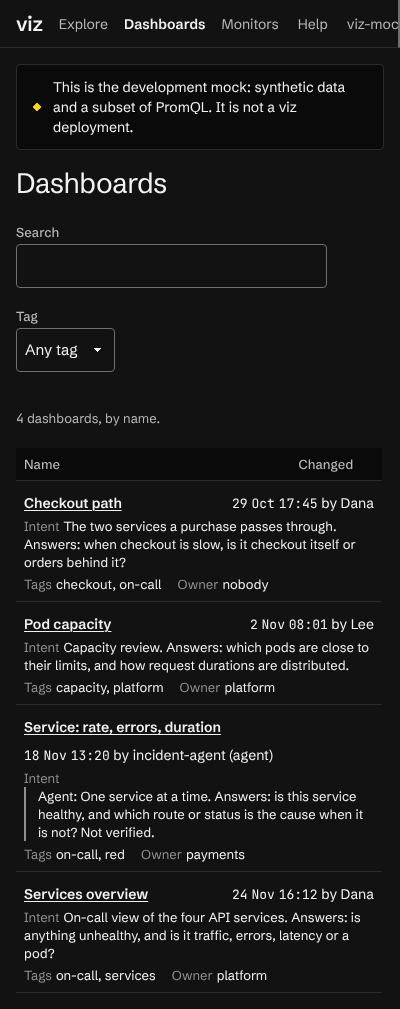 viz Explore Dashboards Monitors Help viz-moc
This is the development mock: synthetic data
and a subset of PromQL. It is not a viz
deployment.
Dashboards
Search
Tag
Any tag
4 dashboards, by name.
Name Changed
Checkout path 29 Oct 17:45 by Dana
Intent The two services a purchase passes through.
Answers: when checkout is slow, is it checkout itself or
orders behind it?
Tags checkout, on-call Owner nobody
Pod capacity 2 Nov 08:01 by Lee
Intent Capacity review. Answers: which pods are close to
their limits, and how request durations are distributed.
Tags capacity, platform Owner platform
Service: rate, errors, duration
18 Nov 13:20 by incident-agent (agent)
Intent
Agent: One service at a time. Answers: is this service
healthy, and which route or status is the cause when it
is not? Not verified.
Tags on-call, red Owner payments
Services overview 24 Nov 16:12 by Dana
Intent On-call view of the four API services. Answers: is
anything unhealthy, and is it traffic, errors, latency or a
pod?
Tags on-call, services Owner platform